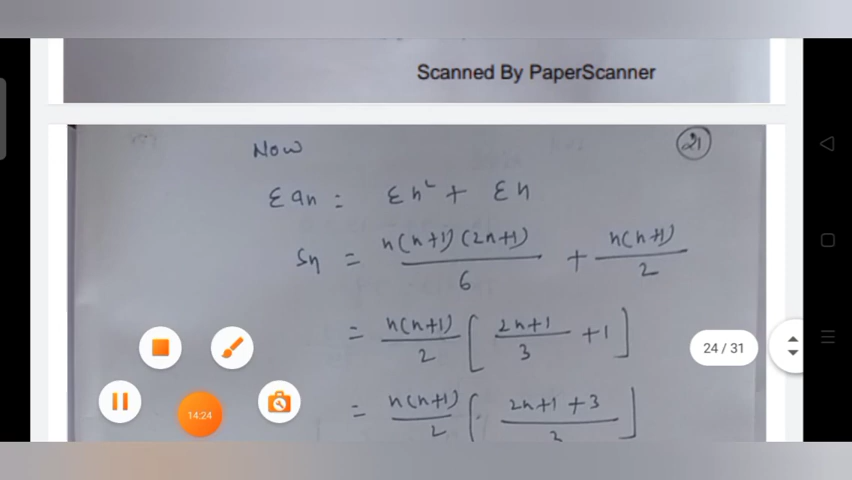 Scanned By PaperScanner
Now
21
Σan = Σn² + Σn
Sn = n(n+1)(2n+1)/6 + n(n+1)/2
= n(n+1)/2 [ 2n+1/3 + 1 ]
= n(n+1)/2 [ 2n+1+3/3 ]
24 / 31
14:24